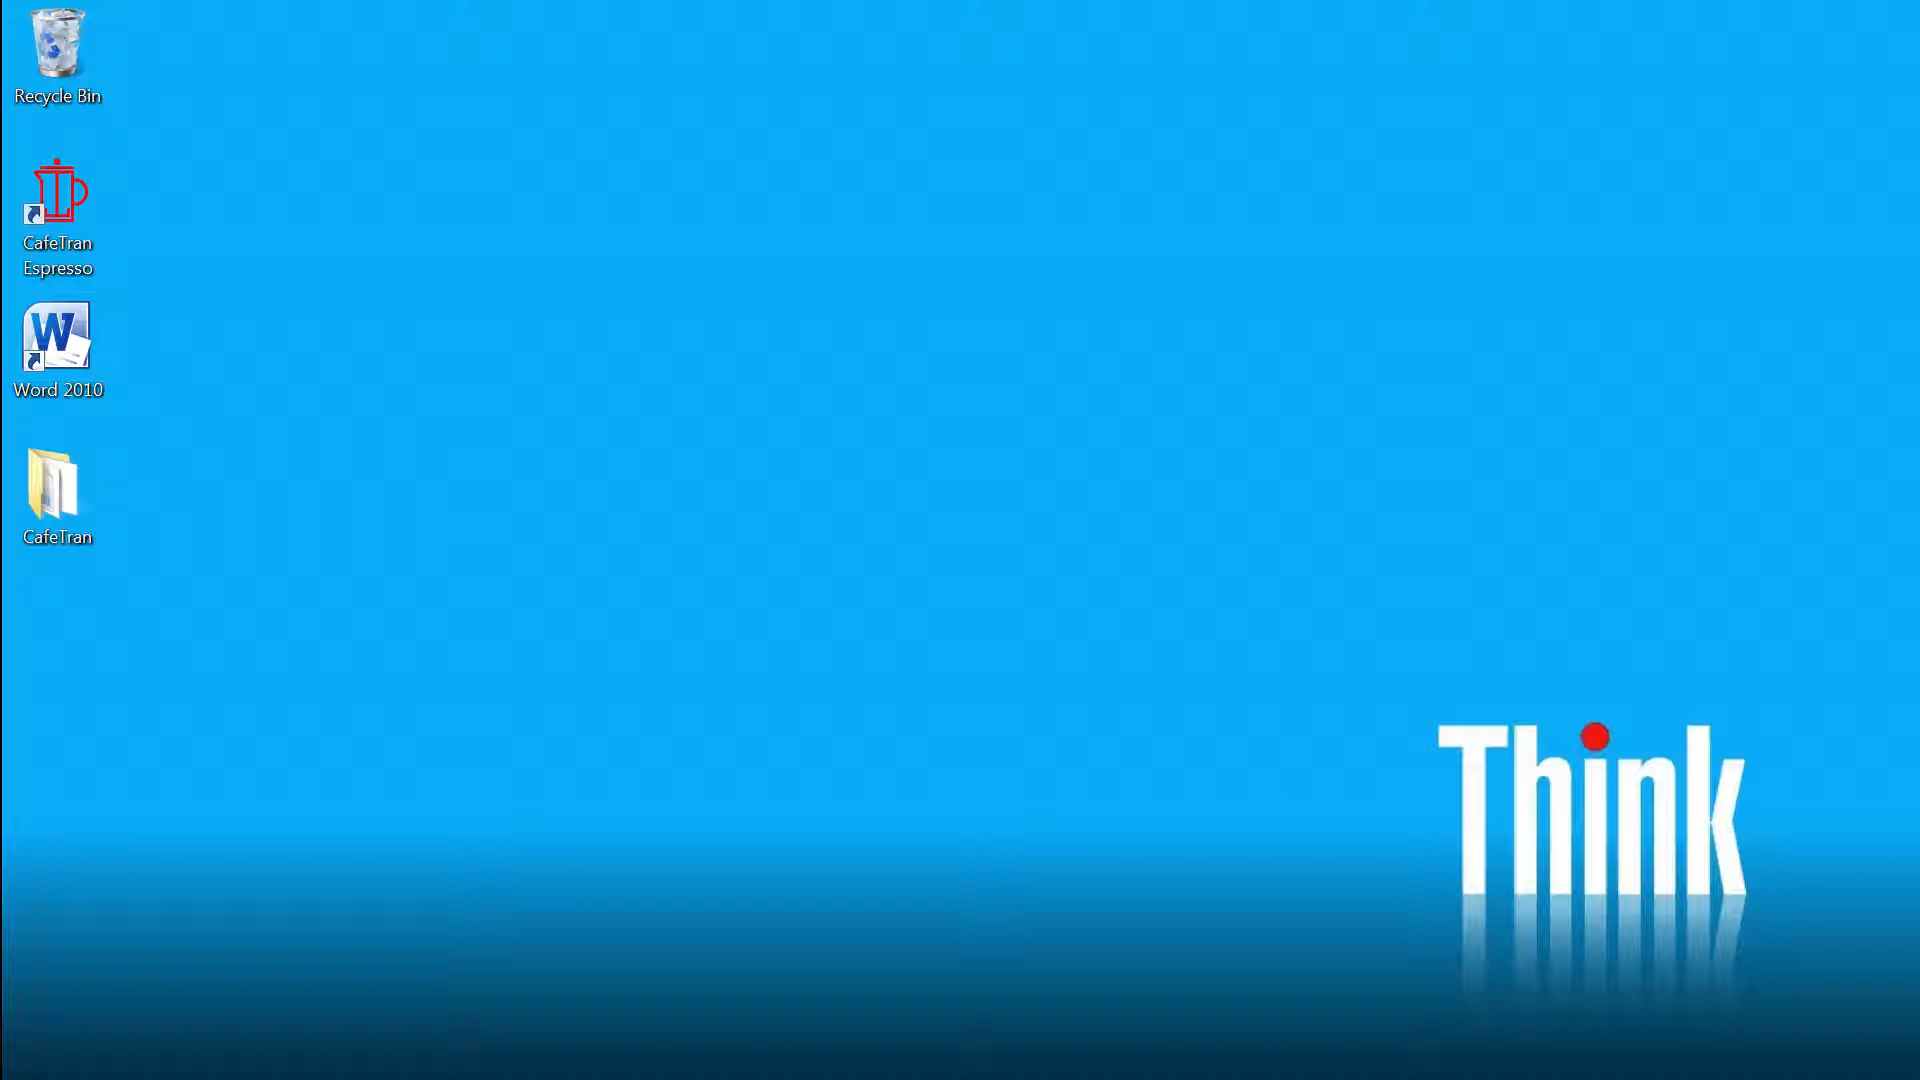 Recycle Bin
CafeTran
Espresso
W
Word 2010
CafeTran
Think